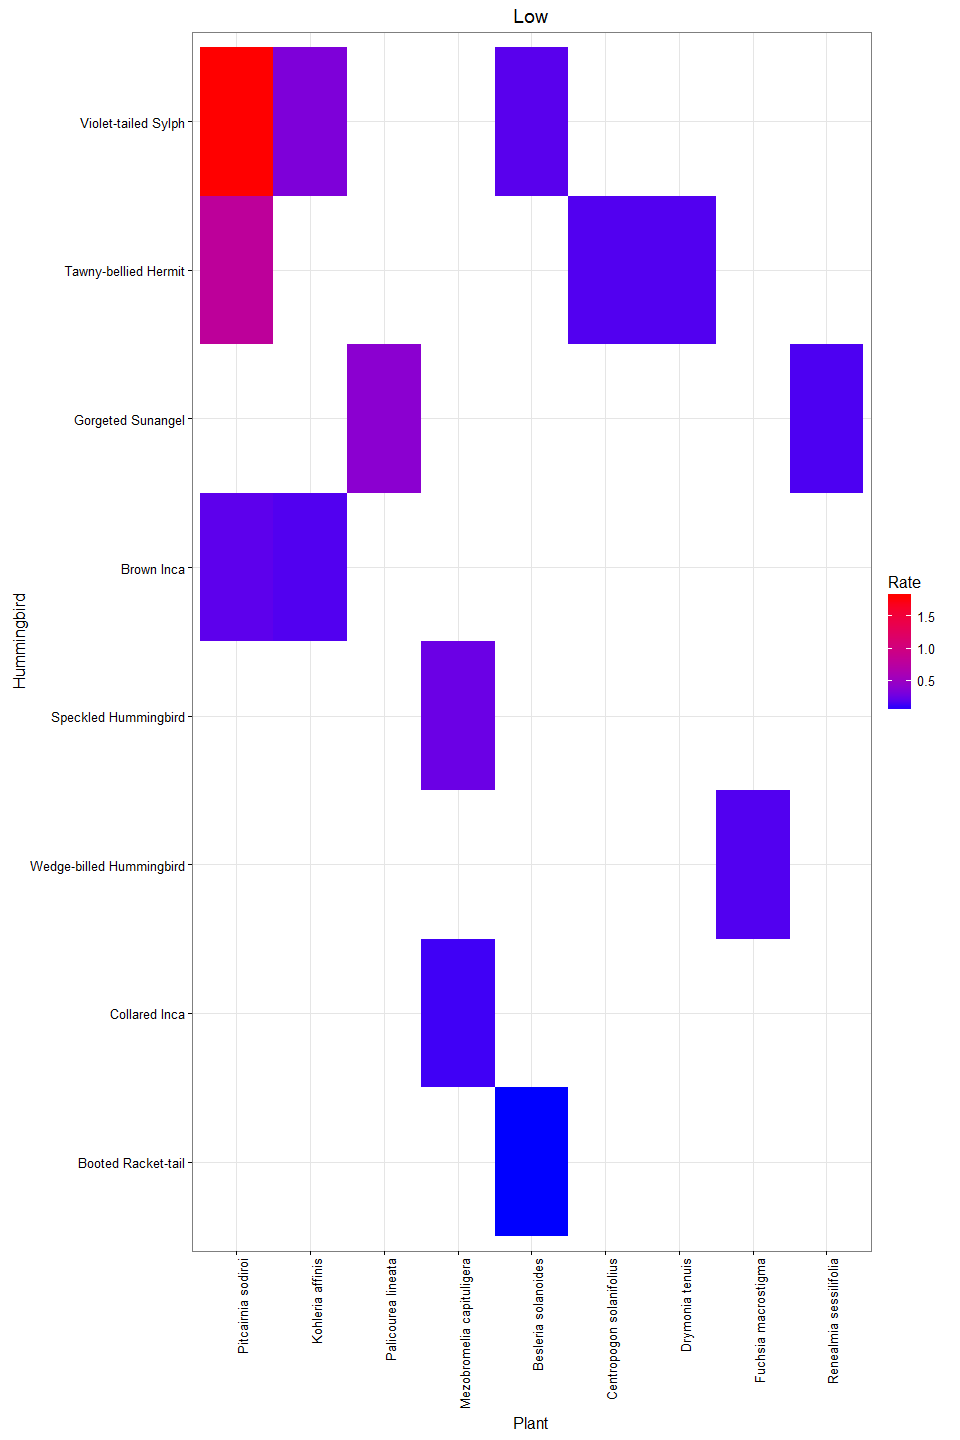 Low
Violet-tailed Sylph
Tawny-bellied Hermit
Gorgeted Sunangel
Brown Inca
Speckled Hummingbird
Wedge-billed Hummingbird
Collared Inca
Booted Racket-tail
Hummingbird
Rate
1.5
1.0
0.5
Pitcairnia sodiroi
Kohleria affinis
Palicourea lineata
Mezobromelia capituligera
Besleria solanoides
Centropogon solanifolius
Drymonia tenuis
Fuchsia macrostigma
Renealmia sessilifolia
Plant